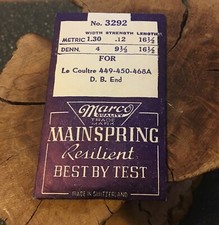 No. 3292
WIDTH STRENGTH LENGTH
METRIC 1.30 .12 16½
DENN. 4 9½ 16½
FOR
Le Coultre 449-450-468A
D. B. End
Marco
QUALITY
TRADE
MARK
MAINSPRING
Resilient
BEST BY TEST
MADE IN SWITZERLAND